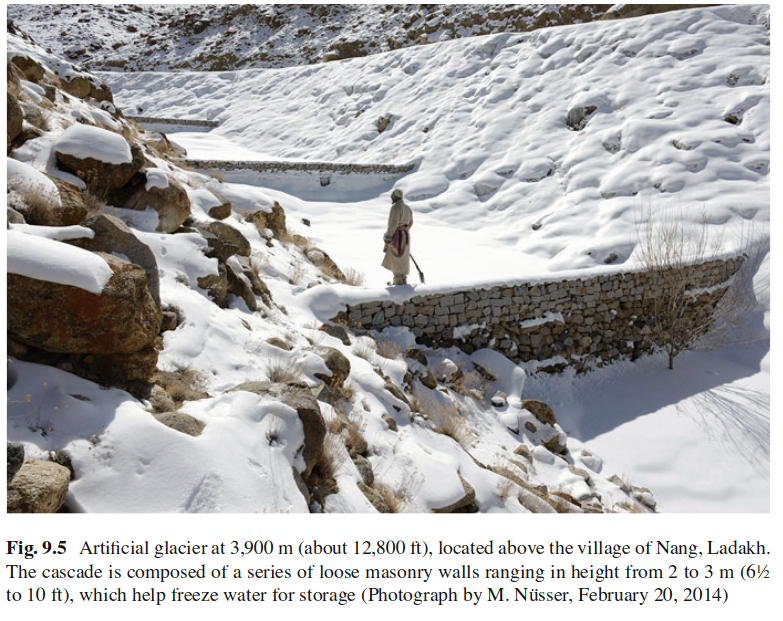 Fig. 9.5 Artificial glacier at 3,900 m (about 12,800 ft), located above the village of Nang, Ladakh.
The cascade is composed of a series of loose masonry walls ranging in height from 2 to 3 m (6½
to 10 ft), which help freeze water for storage (Photograph by M. Nüsser, February 20, 2014)